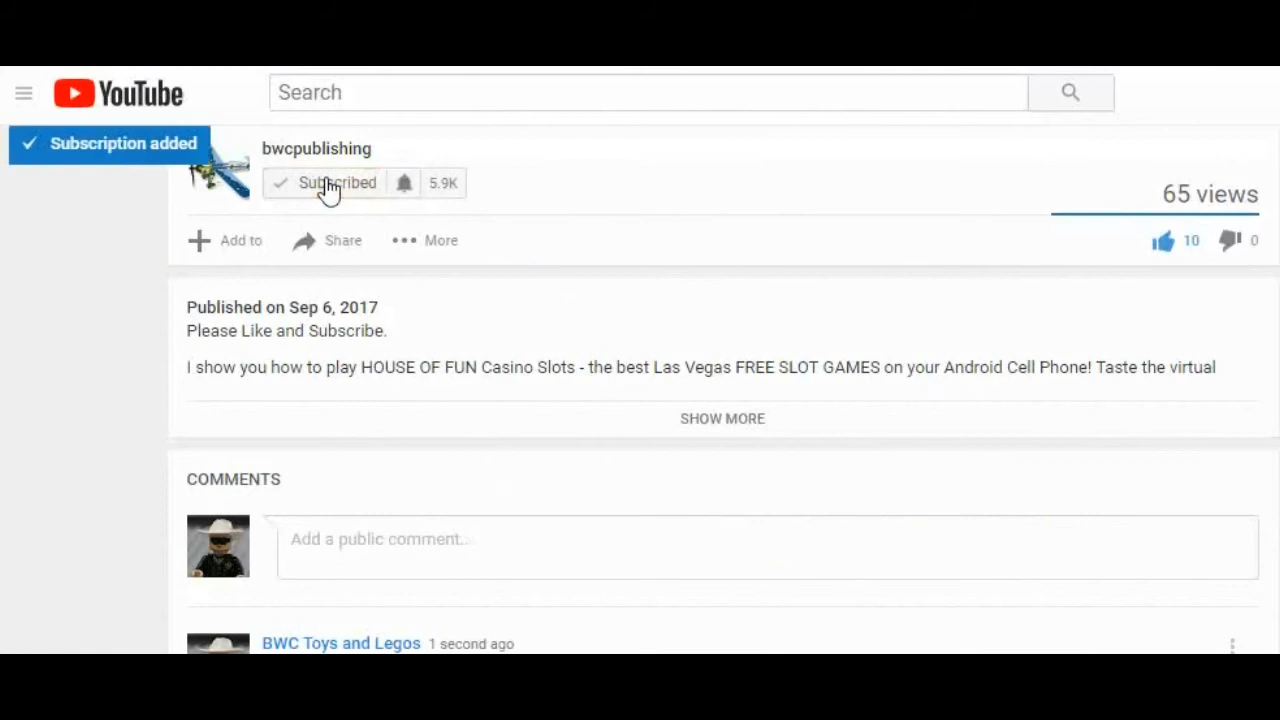 YouTube
Search
Subscription added
bwcpublishing
Subscribed 5.9K
65 views
Add to Share More
10 0
Published on Sep 6, 2017
Please Like and Subscribe.
I show you how to play HOUSE OF FUN Casino Slots - the best Las Vegas FREE SLOT GAMES on your Android Cell Phone! Taste the virtual
SHOW MORE
COMMENTS
Add a public comment...
BWC Toys and Legos 1 second ago